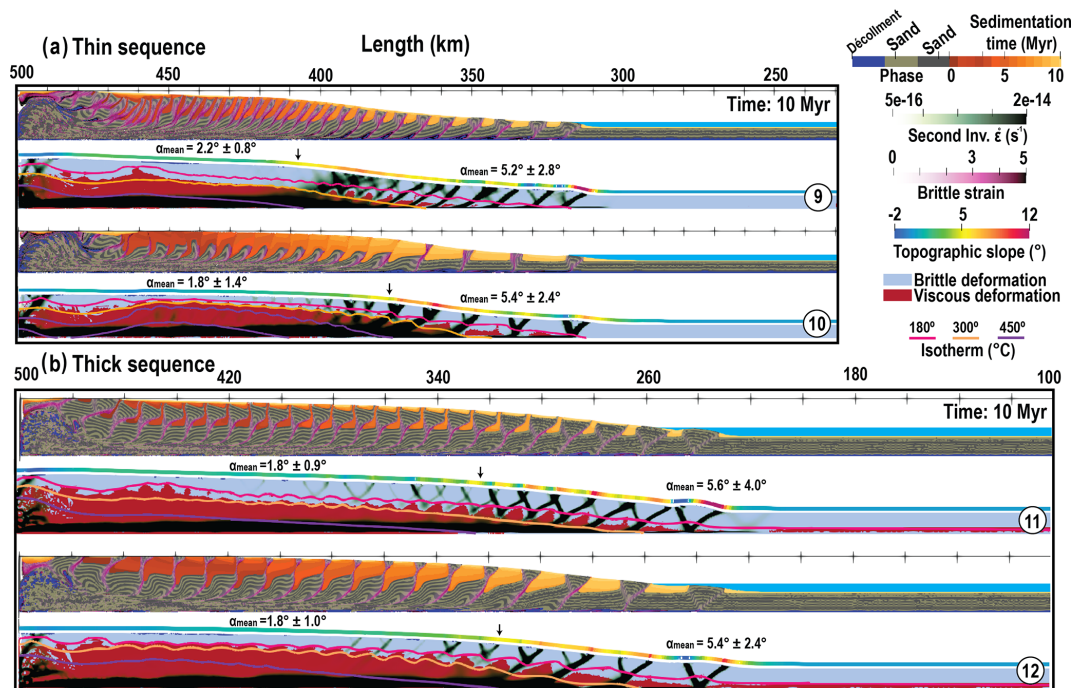 (a) Thin sequence
Length (km)
500 450 400 350 300 250
Time: 10 Myr
αmean = 2.2° ± 0.8°
αmean = 5.2° ± 2.8°
9
αmean = 1.8° ± 1.4°
αmean = 5.4° ± 2.4°
10
(b) Thick sequence
500 420 340 260 180 100
Time: 10 Myr
αmean =1.8° ± 0.9°
αmean = 5.6° ± 4.0°
11
αmean =1.8° ± 1.0°
αmean = 5.4° ± 2.4°
12
Décollment
Sand
Sand
Sedimentation
time (Myr)
Phase 0 5 10
5e-16 2e-14
Second Inv. ε̇ (s⁻¹)
0 3 5
Brittle strain
-2 5 12
Topographic slope (°)
Brittle deformation
Viscous deformation
180º 300º 450º
Isotherm (°C)